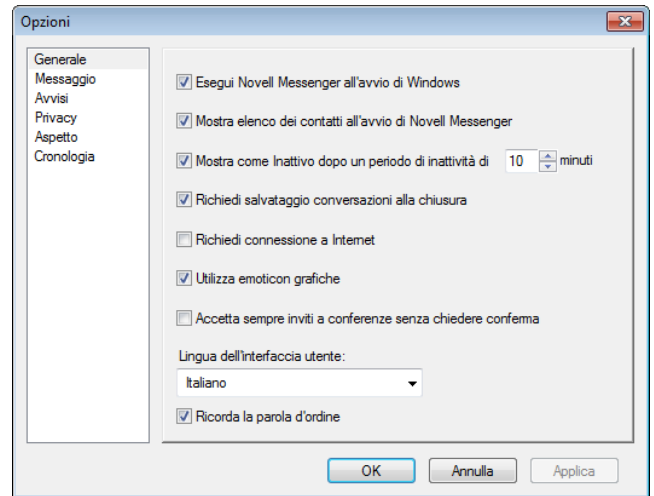 Opzioni
Generale
Messaggio
Avvisi
Privacy
Aspetto
Cronologia
Esegui Novell Messenger all'avvio di Windows
Mostra elenco dei contatti all'avvio di Novell Messenger
Mostra come Inattivo dopo un periodo di inattività di 10 minuti
Richiedi salvataggio conversazioni alla chiusura
Richiedi connessione a Internet
Utilizza emoticon grafiche
Accetta sempre inviti a conferenze senza chiedere conferma
Lingua dell'interfaccia utente:
Italiano
Ricorda la parola d'ordine
OK Annulla Applica